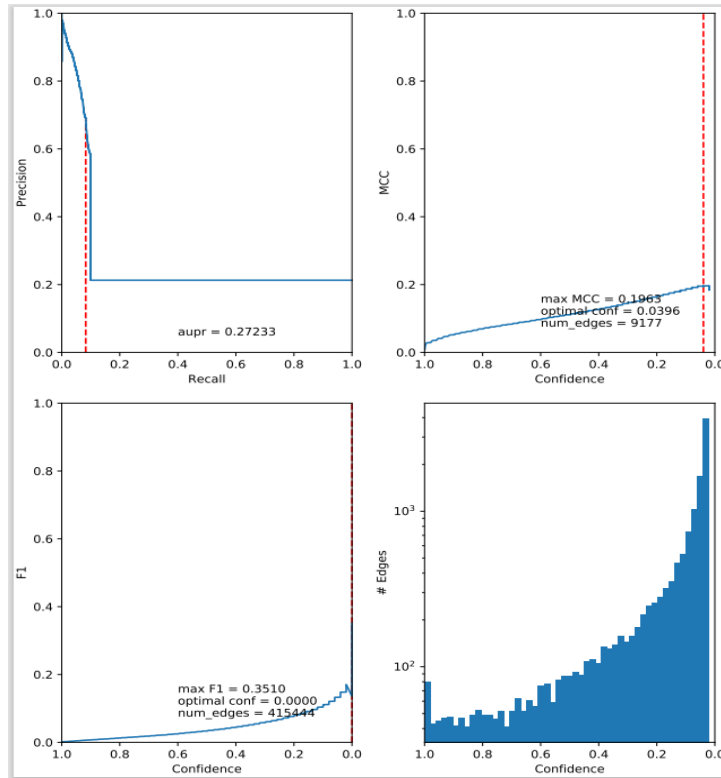 1.0
0.8
0.6
0.4
0.2
0.0
Precision
aupr = 0.27233
0.0 0.2 0.4 0.6 0.8 1.0
Recall
1.0
0.8
0.6
0.4
0.2
0.0
MCC
max MCC = 0.1963
optimal conf = 0.0396
num_edges = 9177
1.0 0.8 0.6 0.4 0.2 0.0
Confidence
1.0
0.8
0.6
0.4
0.2
0.0
F1
max F1 = 0.3510
optimal conf = 0.0000
num_edges = 415444
1.0 0.8 0.6 0.4 0.2 0.0
Confidence
10³
10²
# Edges
1.0 0.8 0.6 0.4 0.2 0.0
Confidence